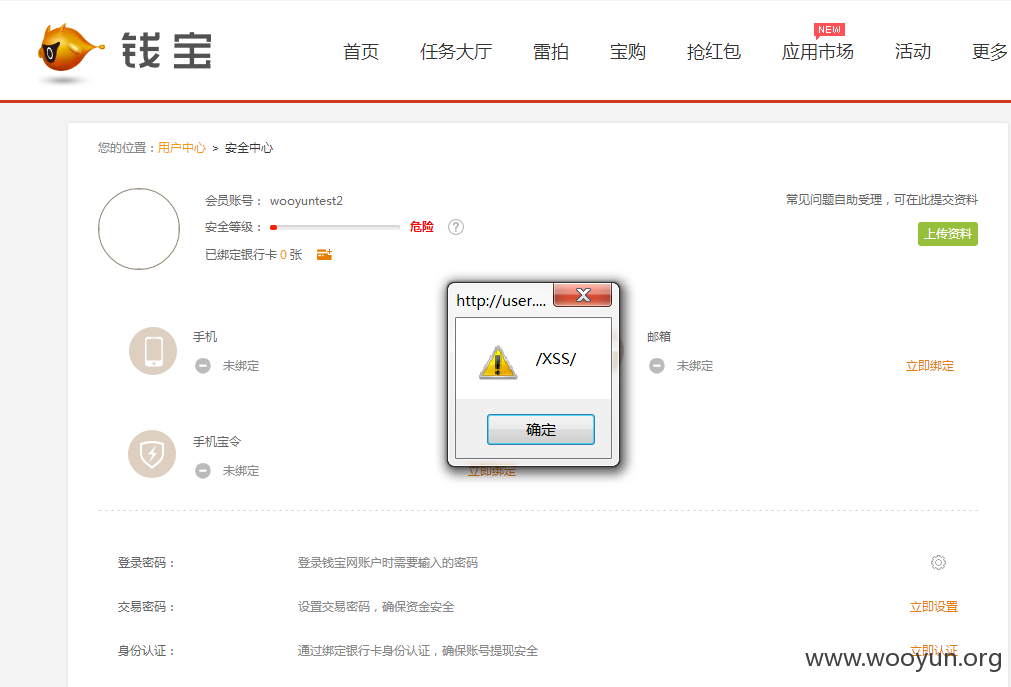 钱宝 首页 任务大厅 雷拍 宝购 抢红包 应用市场 NEW 活动 更多
您的位置：用户中心 > 安全中心
会员账号： wooyuntest2
常见问题自助受理，可在此提交资料
安全等级： 危险 ?
上传资料
已绑定银行卡 0 张
http://user....
/XSS/
确定
手机
未绑定
邮箱
未绑定 立即绑定
手机宝令
未绑定 立即绑定
登录密码： 登录钱宝网账户时需要输入的密码
交易密码： 设置交易密码，确保资金安全 立即设置
身份认证： 通过绑定银行卡身份认证，确保账号提现安全 立即认证
www.wooyun.org